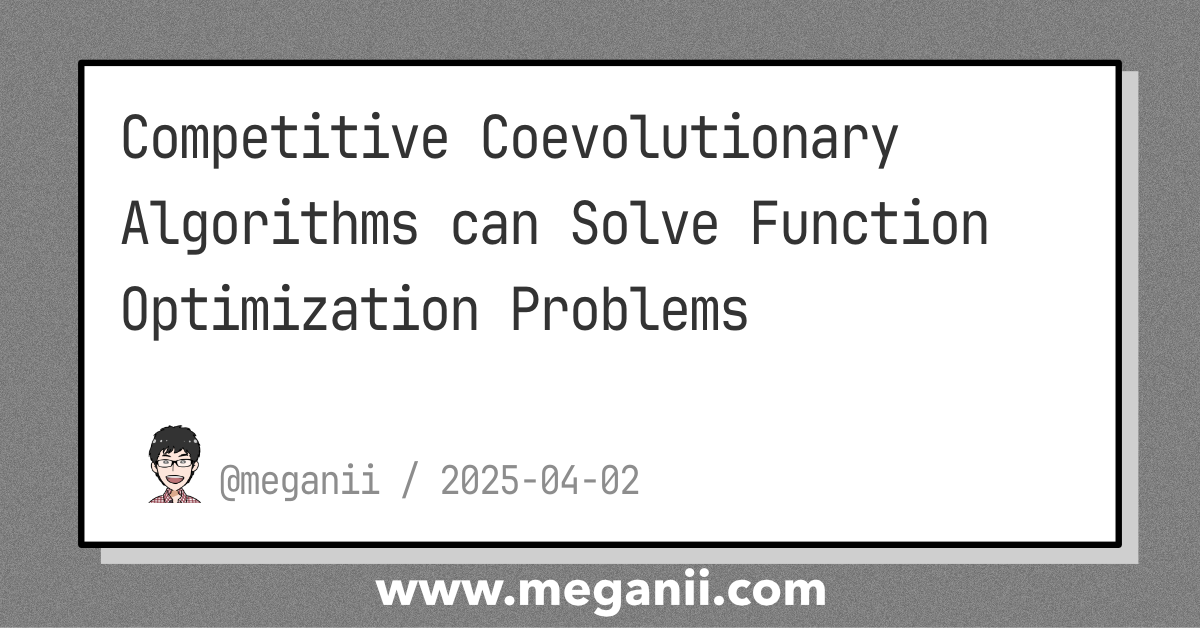 Competitive Coevolutionary
Algorithms can Solve Function
Optimization Problems
@meganii / 2025-04-02
www.meganii.com